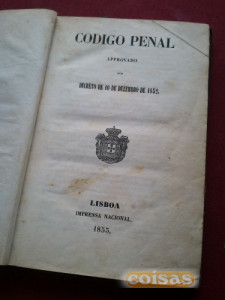 CODIGO PENAL
APPROVADO
POR
DECRETO DE 10 DE DEZEMBRO DE 1852.
LISBOA
IMPRENSA NACIONAL.
1855.
coisas